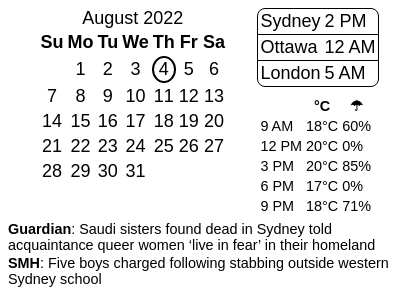 August 2022
Su Mo Tu We Th Fr Sa
1 2 3 4 5 6
7 8 9 10 11 12 13
14 15 16 17 18 19 20
21 22 23 24 25 26 27
28 29 30 31
Sydney 2 PM
Ottawa 12 AM
London 5 AM
°C ☂
9 AM 18°C 60%
12 PM 20°C 0%
3 PM 20°C 85%
6 PM 17°C 0%
9 PM 18°C 71%
Guardian: Saudi sisters found dead in Sydney told
acquaintance queer women ‘live in fear’ in their homeland
SMH: Five boys charged following stabbing outside western
Sydney school